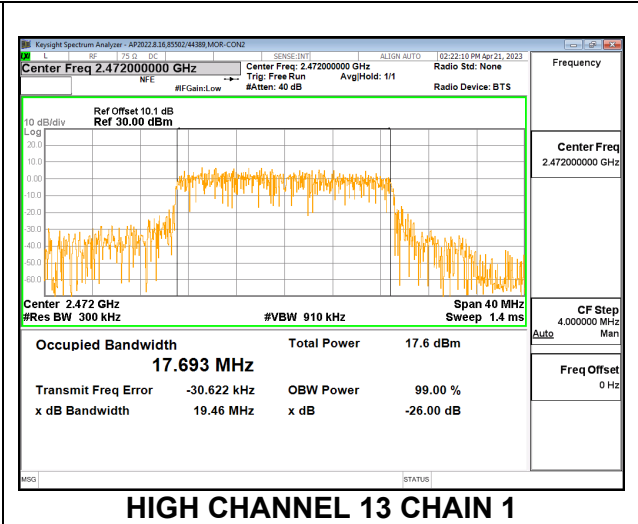 Keysight Spectrum Analyzer - AP2022.8.16,85502/44389,MOR-CON2
L RF 75 Ω DC SENSE:INT ALIGN AUTO 02:22:10 PM Apr 21, 2023
Center Freq 2.472000000 GHz Center Freq: 2.472000000 GHz Radio Std: None Frequency
NFE Trig: Free Run Avg|Hold: 1/1
#IFGain:Low #Atten: 40 dB Radio Device: BTS
Ref Offset 10.1 dB
10 dB/div Ref 30.00 dBm
Log
20.0
10.0
0.00
-10.0
-20.0
-30.0
-40.0
-50.0
-60.0
Center 2.472 GHz Span 40 MHz
#Res BW 300 kHz #VBW 910 kHz Sweep 1.4 ms
Occupied Bandwidth Total Power 17.6 dBm
17.693 MHz
Transmit Freq Error -30.622 kHz OBW Power 99.00 %
x dB Bandwidth 19.46 MHz x dB -26.00 dB
Center Freq
2.472000000 GHz
CF Step
4.000000 MHz
Auto Man
Freq Offset
0 Hz
MSG STATUS
HIGH CHANNEL 13 CHAIN 1